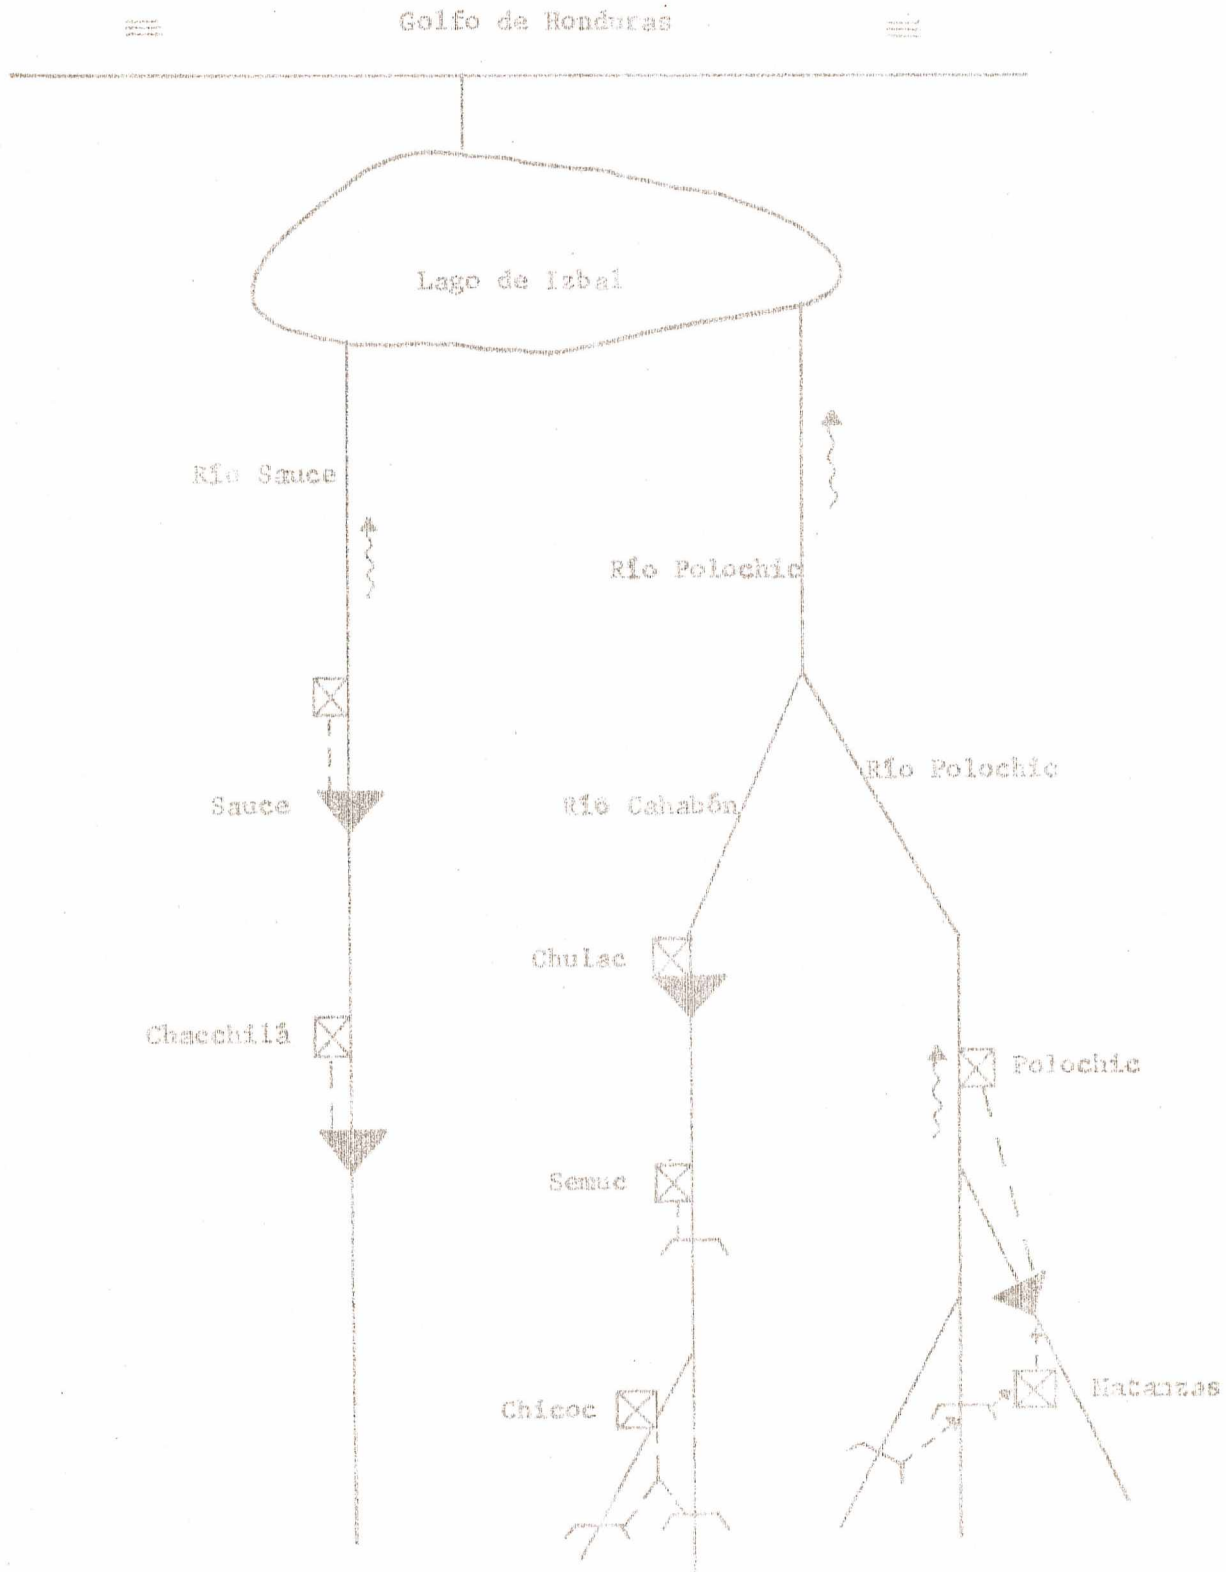 Golfo de Honduras
Lago de Izbal
Río Sauce
Río Polochic
Río Polochic
Río Cahabón
Sauce
Chulac
Chacchilá
Polochic
Semuc
Matanzas
Chicoc